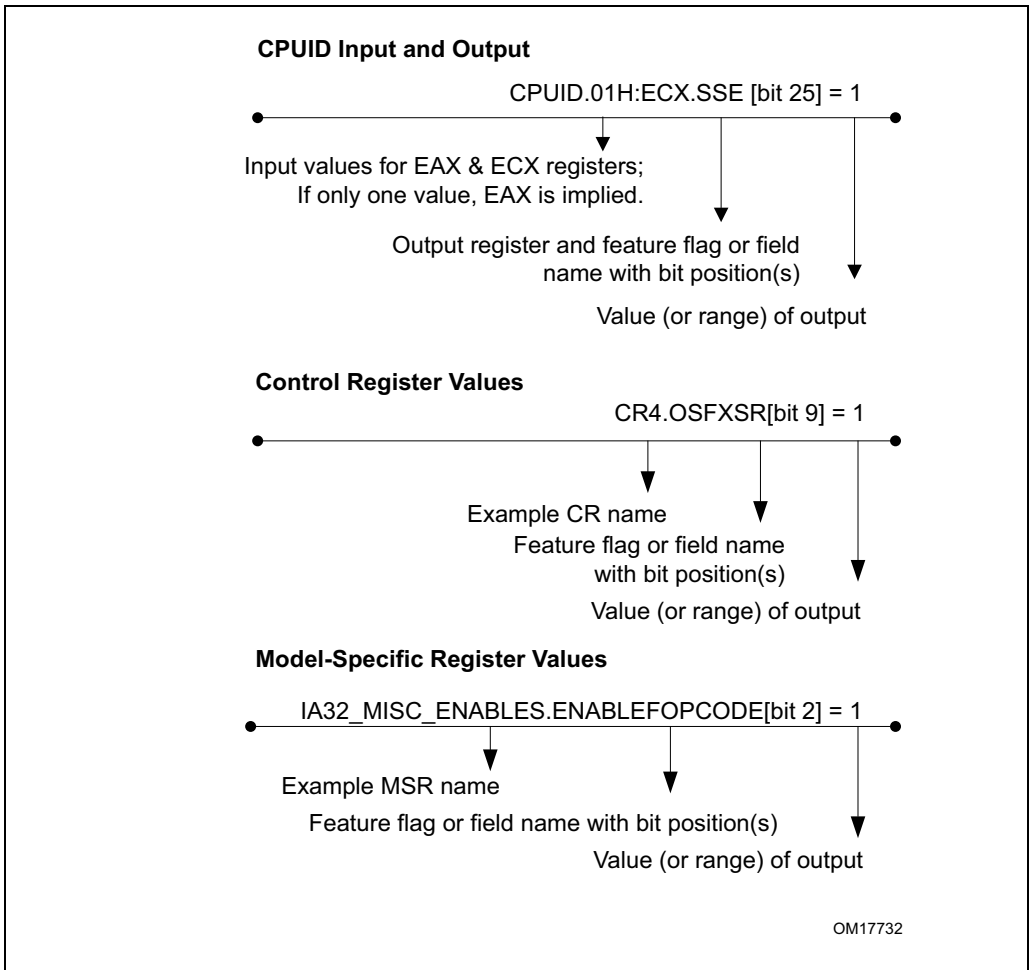 CPUID Input and Output
CPUID.01H:ECX.SSE [bit 25] = 1
Input values for EAX & ECX registers;
If only one value, EAX is implied.
Output register and feature flag or field
name with bit position(s)
Value (or range) of output
Control Register Values
CR4.OSFXSR[bit 9] = 1
Example CR name
Feature flag or field name
with bit position(s)
Value (or range) of output
Model-Specific Register Values
IA32_MISC_ENABLES.ENABLEFOPCODE[bit 2] = 1
Example MSR name
Feature flag or field name with bit position(s)
Value (or range) of output
OM17732